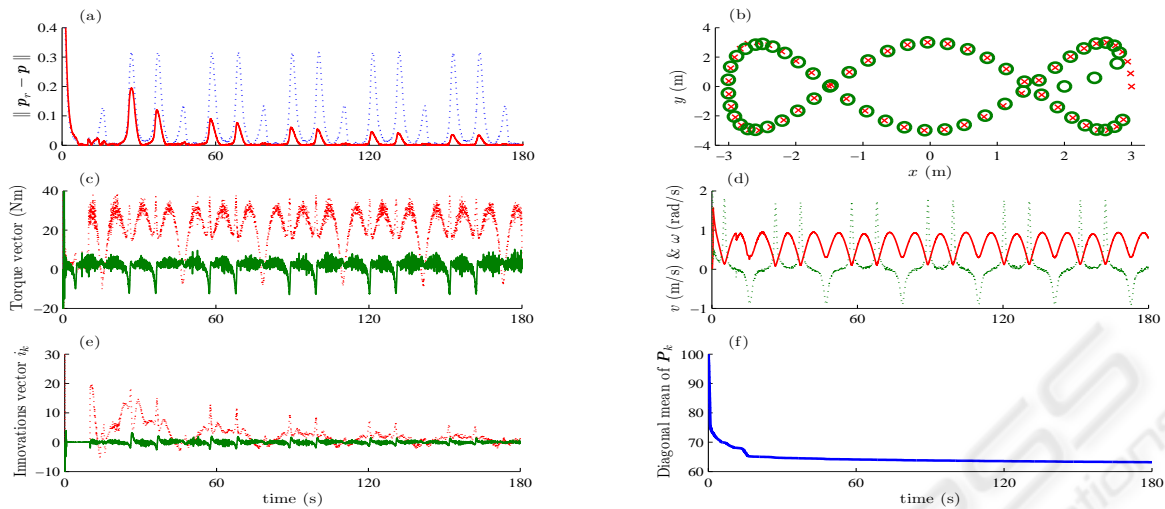 (a)
0.4
0.3
0.2
0.1
0
‖ p_r − p ‖
0 60 120 180
(b)
4
2
0
−2
−4
y (m)
−3 −2 −1 0 1 2 3
x (m)
(c)
40
20
0
−20
Torque vector (Nm)
0 60 120 180
(d)
2
1
0
−1
v (m/s) & ω (rad/s)
0 60 120 180
(e)
30
20
10
0
−10
Innovations vector i_k
0 60 120 180
time (s)
(f)
100
90
80
70
60
Diagonal mean of P_k
0 60 120 180
time (s)